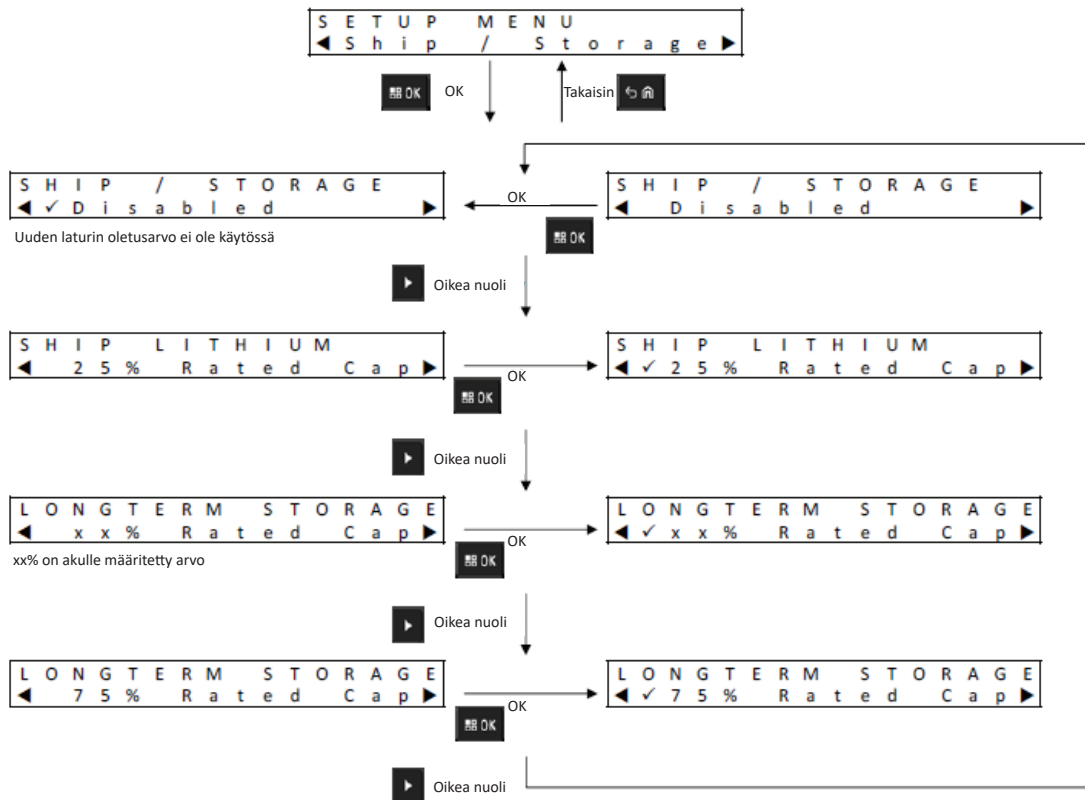 SETUP MENU
◀Ship / Storage▶
OK OK Takaisin
SHIP / STORAGE
◀✓Disabled ▶
OK
SHIP / STORAGE
◀ Disabled ▶
Uuden laturin oletusarvo ei ole käytössä
OK
Oikea nuoli
SHIP LITHIUM
◀ 25% Rated Cap▶
OK
OK
SHIP LITHIUM
◀✓25% Rated Cap▶
Oikea nuoli
LONGTERM STORAGE
◀ xx% Rated Cap▶
OK
OK
LONGTERM STORAGE
◀✓xx% Rated Cap▶
xx% on akulle määritetty arvo
Oikea nuoli
LONGTERM STORAGE
◀ 75% Rated Cap▶
OK
OK
LONGTERM STORAGE
◀✓75% Rated Cap▶
Oikea nuoli